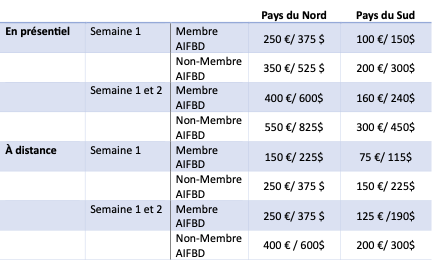 Pays du Nord Pays du Sud
En présentiel Semaine 1 Membre AIFBD 250 €/ 375 $ 100 €/ 150$
Non-Membre AIFBD 350 €/ 525 $ 200 €/ 300$
Semaine 1 et 2 Membre AIFBD 400 €/ 600$ 160 €/ 240$
Non-Membre AIFBD 550 €/ 825$ 300 €/ 450$
À distance Semaine 1 Membre AIFBD 150 €/ 225$ 75 €/ 115$
Non-Membre AIFBD 250 €/ 375$ 150 €/ 225$
Semaine 1 et 2 Membre AIFBD 250 €/ 375$ 125 € /190$
Non-Membre AIFBD 400 € / 600$ 200 €/ 300$